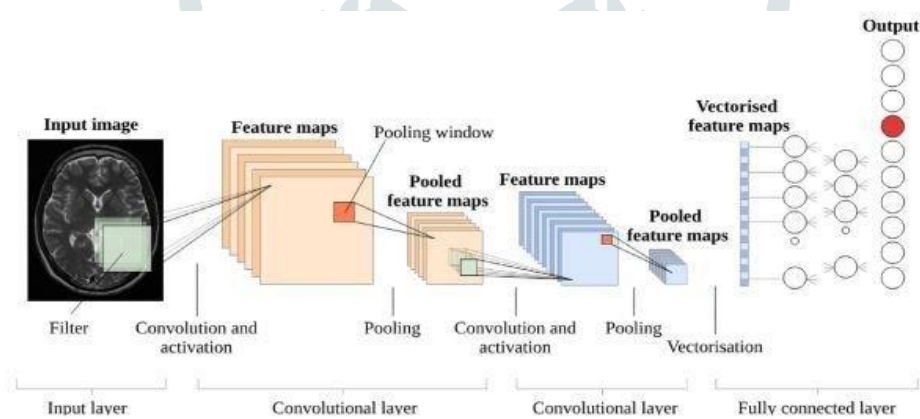 Output
Vectorised
feature maps
Input image
Feature maps
Pooling window
Pooled
feature maps
Feature maps
Pooled
feature maps
Filter
Convolution and
activation
Pooling
Convolution and
activation
Pooling
Vectorisation
Input layer
Convolutional layer
Convolutional layer
Fully connected layer